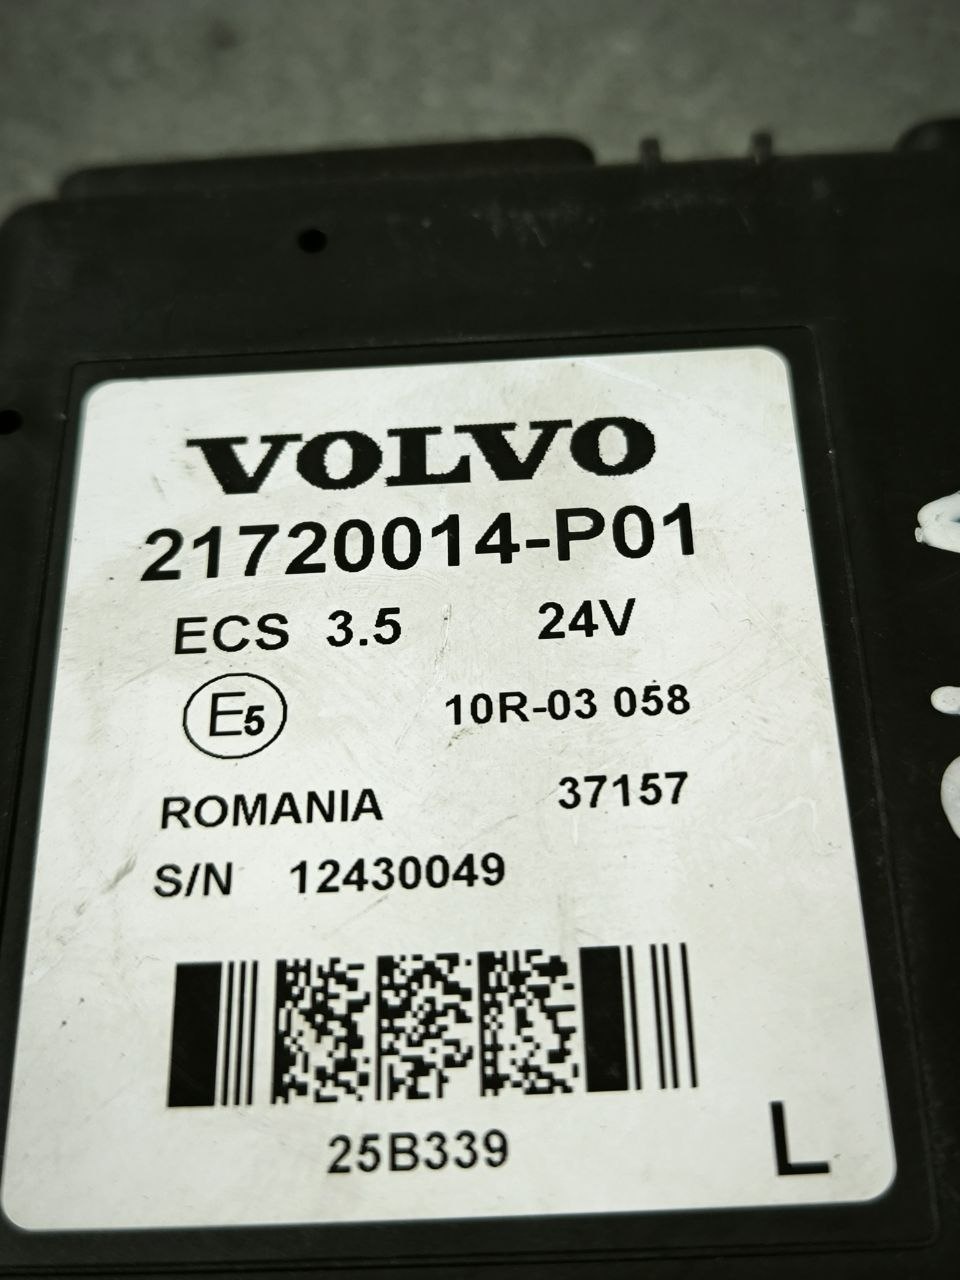 VOLVO
21720014-P01
ECS 3.5 24V
E5 10R-03 058
ROMANIA 37157
S/N 12430049
25B339
L